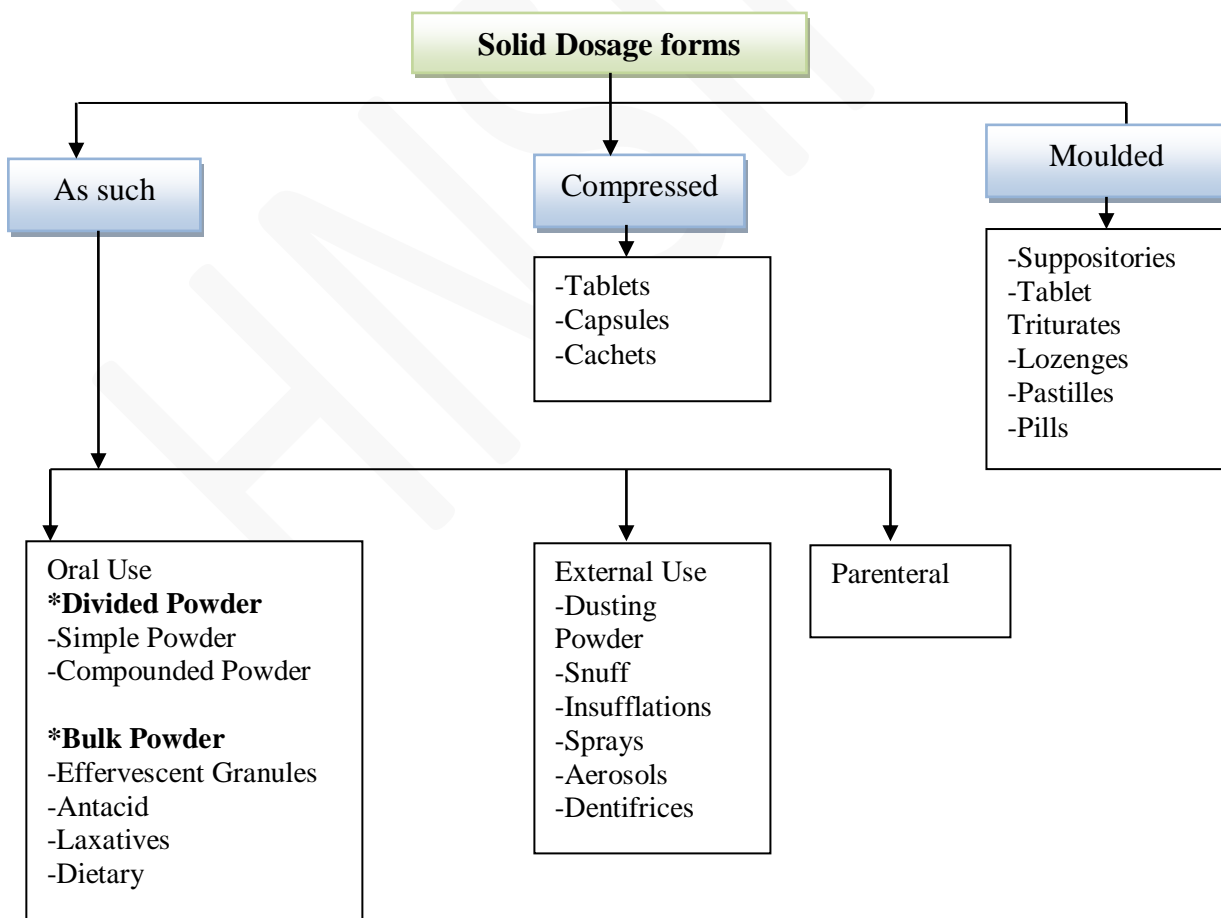 Solid Dosage forms
As such
Compressed
Moulded
-Tablets
-Capsules
-Cachets
-Suppositories
-Tablet
Triturates
-Lozenges
-Pastilles
-Pills
Oral Use
*Divided Powder
-Simple Powder
-Compounded Powder
*Bulk Powder
-Effervescent Granules
-Antacid
-Laxatives
-Dietary
External Use
-Dusting
Powder
-Snuff
-Insufflations
-Sprays
-Aerosols
-Dentifrices
Parenteral